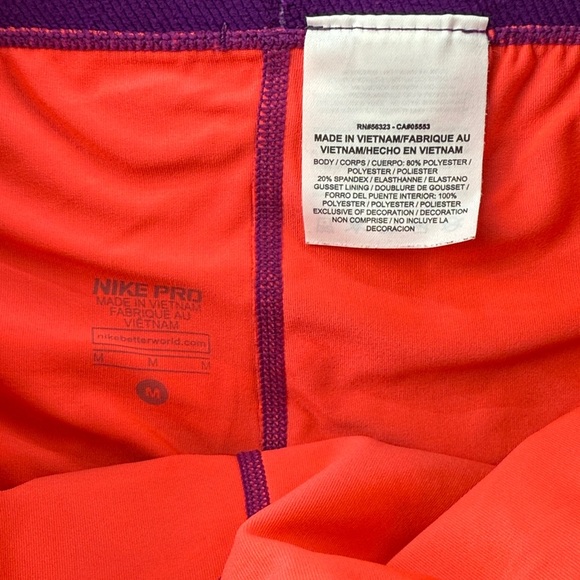 RN#56323 - CA#05553
MADE IN VIETNAM/FABRIQUE AU
VIETNAM/HECHO EN VIETNAM
BODY / CORPS / CUERPO: 80% POLYESTER /
POLYESTER / POLIESTER
20% SPANDEX / ELASTHANNE / ELASTANO
GUSSET LINING / DOUBLURE DE GOUSSET /
FORRO DEL PUENTE INTERIOR: 100%
POLYESTER / POLYESTER / POLIESTER
EXCLUSIVE OF DECORATION / DECORATION
NON COMPRISE / NO INCLUYE LA
DECORACION
NIKE PRO
MADE IN VIETNAM
FABRIQUE AU
VIETNAM
nikebetterworld.com
M M M
M